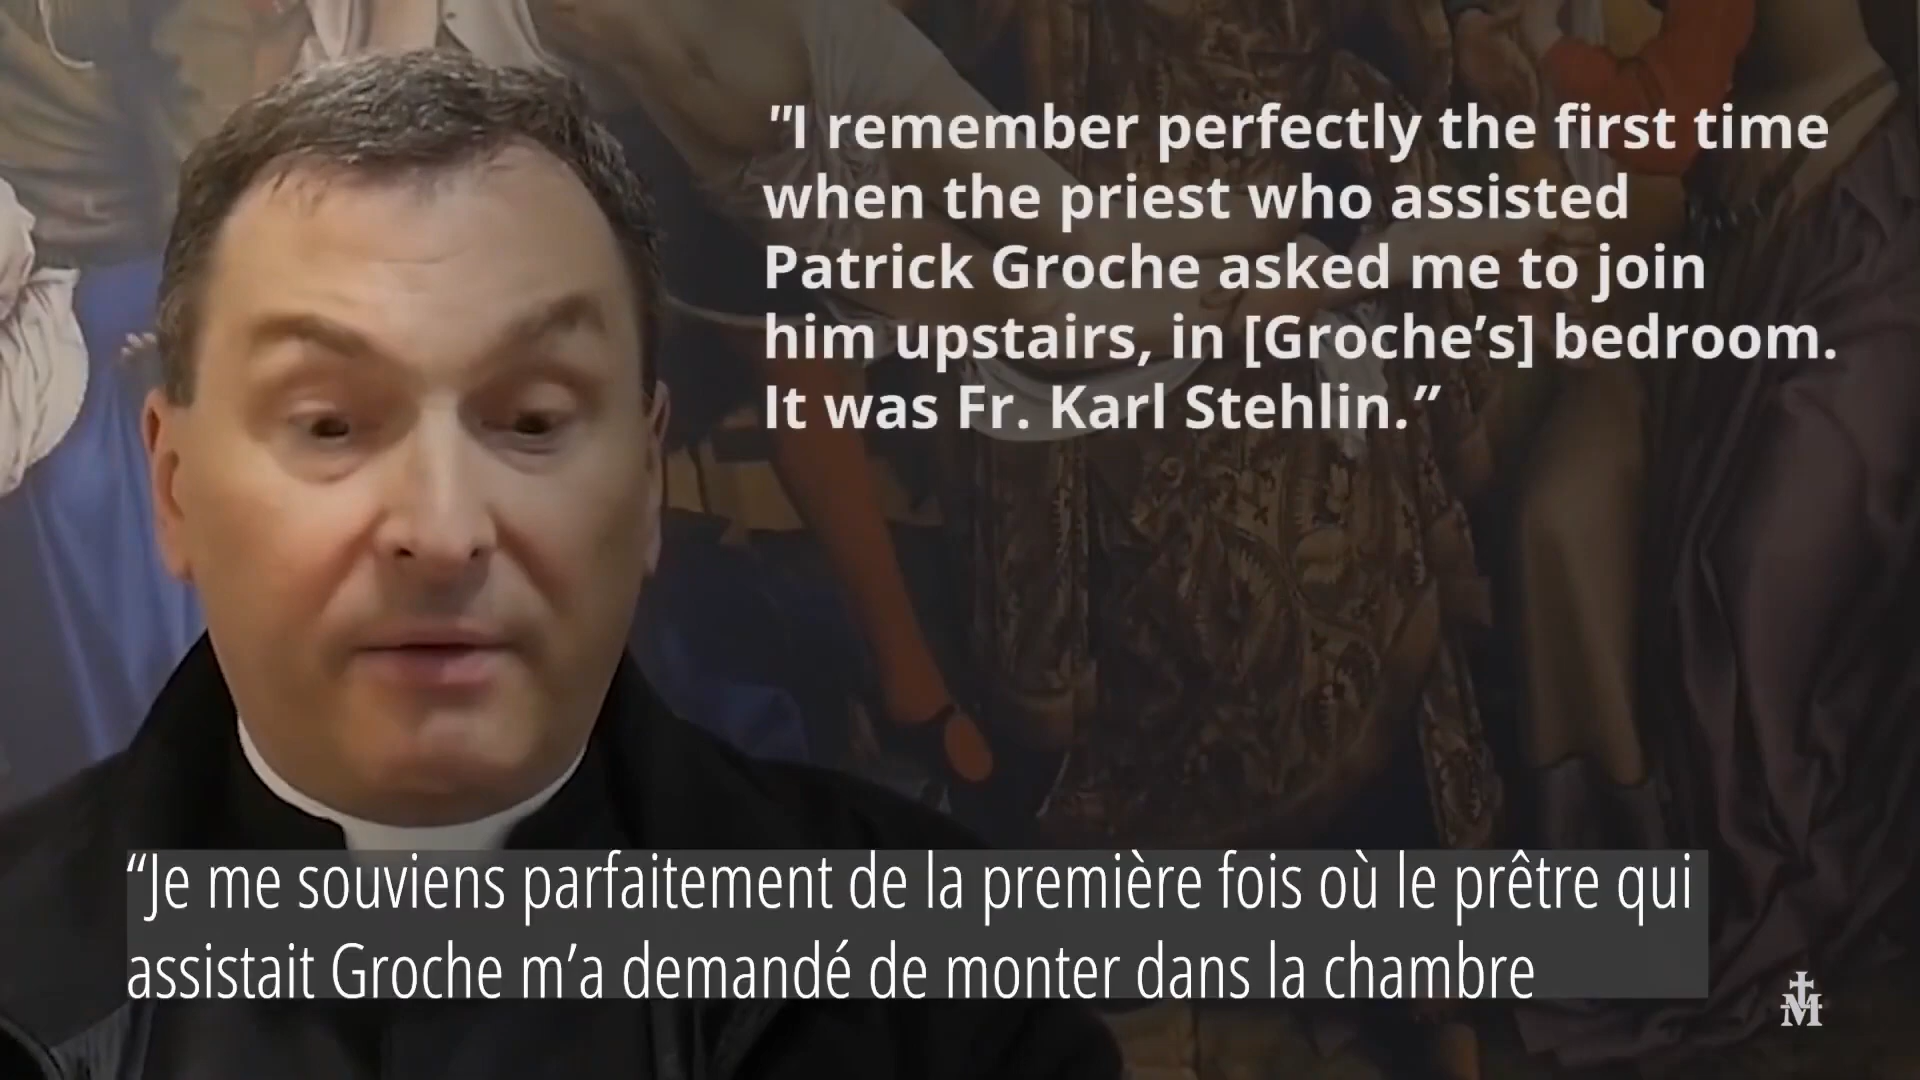 "I remember perfectly the first time
when the priest who assisted
Patrick Groche asked me to join
him upstairs, in [Groche’s] bedroom.
It was Fr. Karl Stehlin.”
“Je me souviens parfaitement de la première fois où le prêtre qui
assistait Groche m’a demandé de monter dans la chambre
M